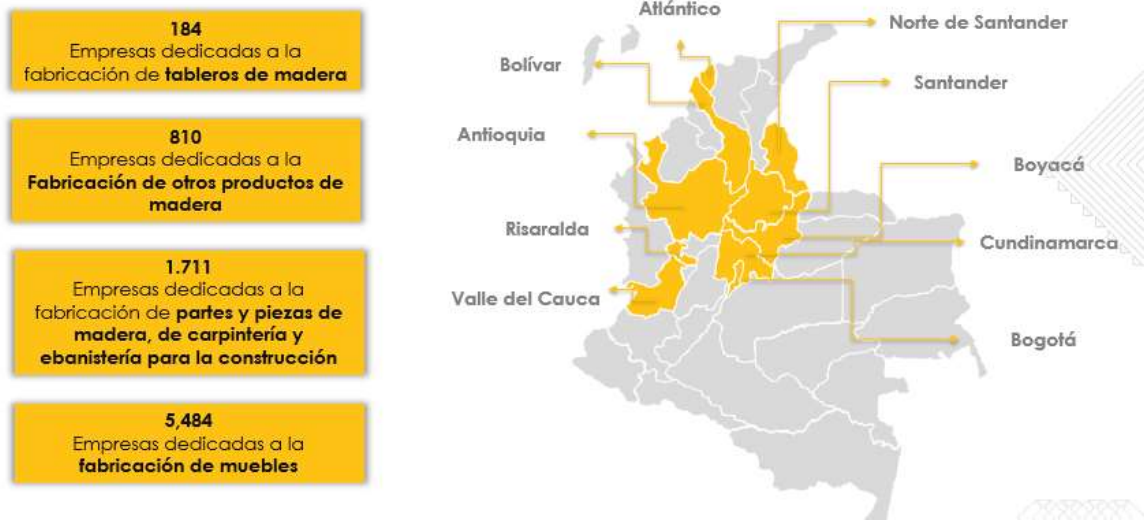 184
Empresas dedicadas a la
fabricación de tableros de madera
810
Empresas dedicadas a la
Fabricación de otros productos de
madera
1.711
Empresas dedicadas a la
fabricación de partes y piezas de
madera, de carpintería y
ebanistería para la construcción
5,484
Empresas dedicadas a la
fabricación de muebles
Atlántico
Norte de Santander
Bolívar
Santander
Antioquia
Boyacá
Risaralda
Cundinamarca
Valle del Cauca
Bogotá